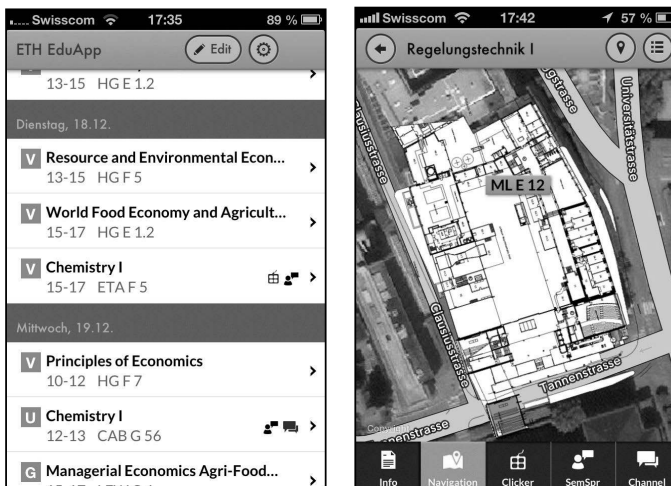 Swisscom 17:35 89 %
ETH EduApp Edit
13-15 HG E 1.2
Dienstag, 18.12.
V Resource and Environmental Econ...
13-15 HG F 5
V World Food Economy and Agricult...
15-17 HG E 1.2
V Chemistry I
15-17 ETA F 5
Mittwoch, 19.12.
V Principles of Economics
10-12 HG F 7
U Chemistry I
12-13 CAB G 56
G Managerial Economics Agri-Food...
Swisscom 17:42 57 %
Regelungstechnik I
Universitätstrasse
Clausiusstrasse
ML E 12
Clausiusstrasse
Tannenstrasse
Copyright
Info Navigation Clicker SemSpr Channel